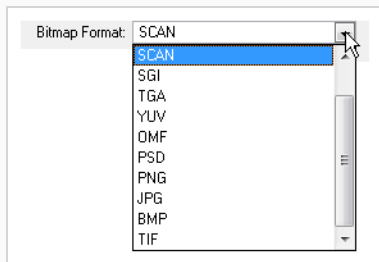 Bitmap Format: SCAN
SCAN
SGI
TGA
YUV
OMF
PSD
PNG
JPG
BMP
TIF